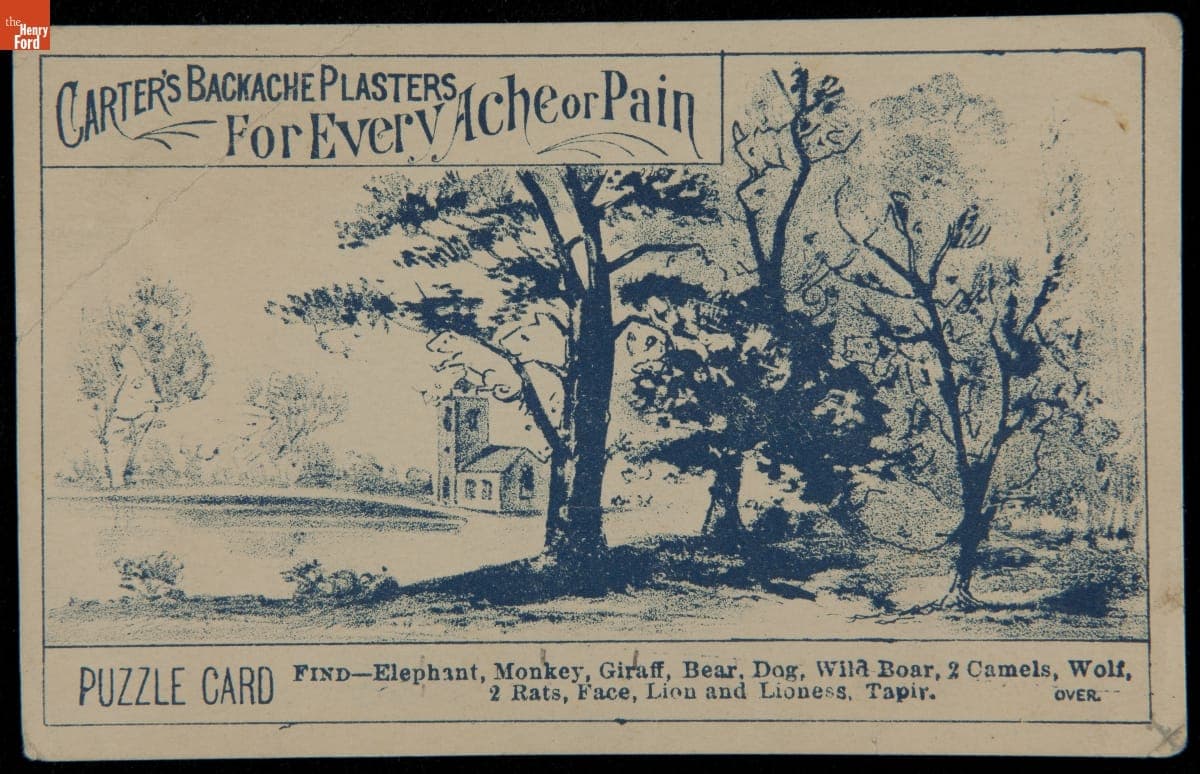 the
Henry
Ford
CARTER'S BACKACHE PLASTERS
FOR EVERY Ache or Pain
PUZZLE CARD
FIND—Elephant, Monkey, Giraff, Bear, Dog, Wild Boar, 2 Camels, Wolf,
2 Rats, Face, Lion and Lioness, Tapir.
OVER.